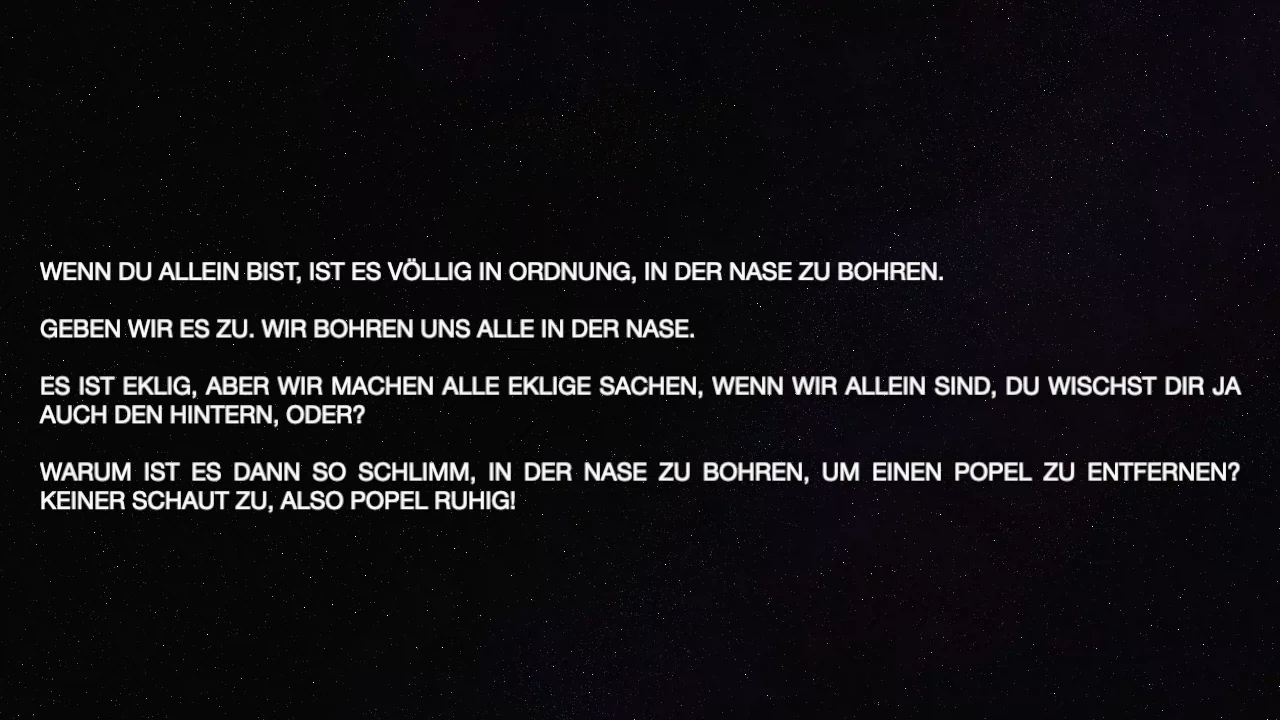 WENN DU ALLEIN BIST, IST ES VÖLLIG IN ORDNUNG, IN DER NASE ZU BOHREN.
GEBEN WIR ES ZU. WIR BOHREN UNS ALLE IN DER NASE.
ES IST EKLIG, ABER WIR MACHEN ALLE EKLIGE SACHEN, WENN WIR ALLEIN SIND, DU WISCHST DIR JA
AUCH DEN HINTERN, ODER?
WARUM IST ES DANN SO SCHLIMM, IN DER NASE ZU BOHREN, UM EINEN POPEL ZU ENTFERNEN?
KEINER SCHAUT ZU, ALSO POPEL RUHIG!